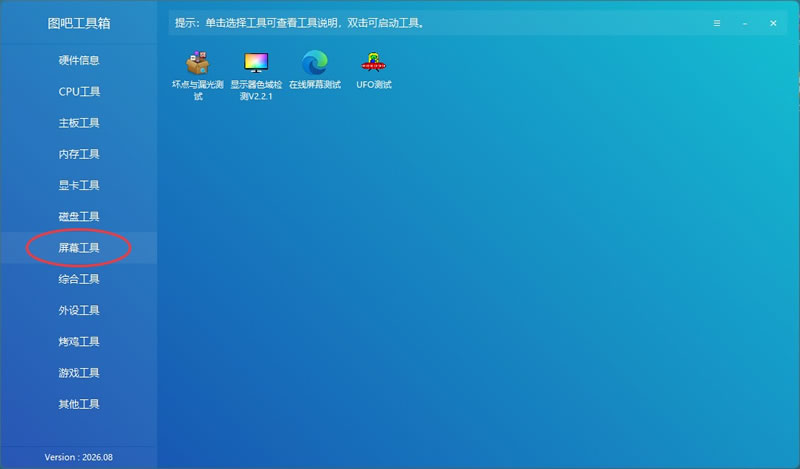 图吧工具箱
提示：单击选择工具可查看工具说明，双击可启动工具。
硬件信息
CPU工具
主板工具
内存工具
显卡工具
磁盘工具
屏幕工具
综合工具
外设工具
烤鸡工具
游戏工具
其他工具
Version : 2026.08
坏点与漏光测
试
显示器色域检
测V2.2.1
在线屏幕测试
UFO测试